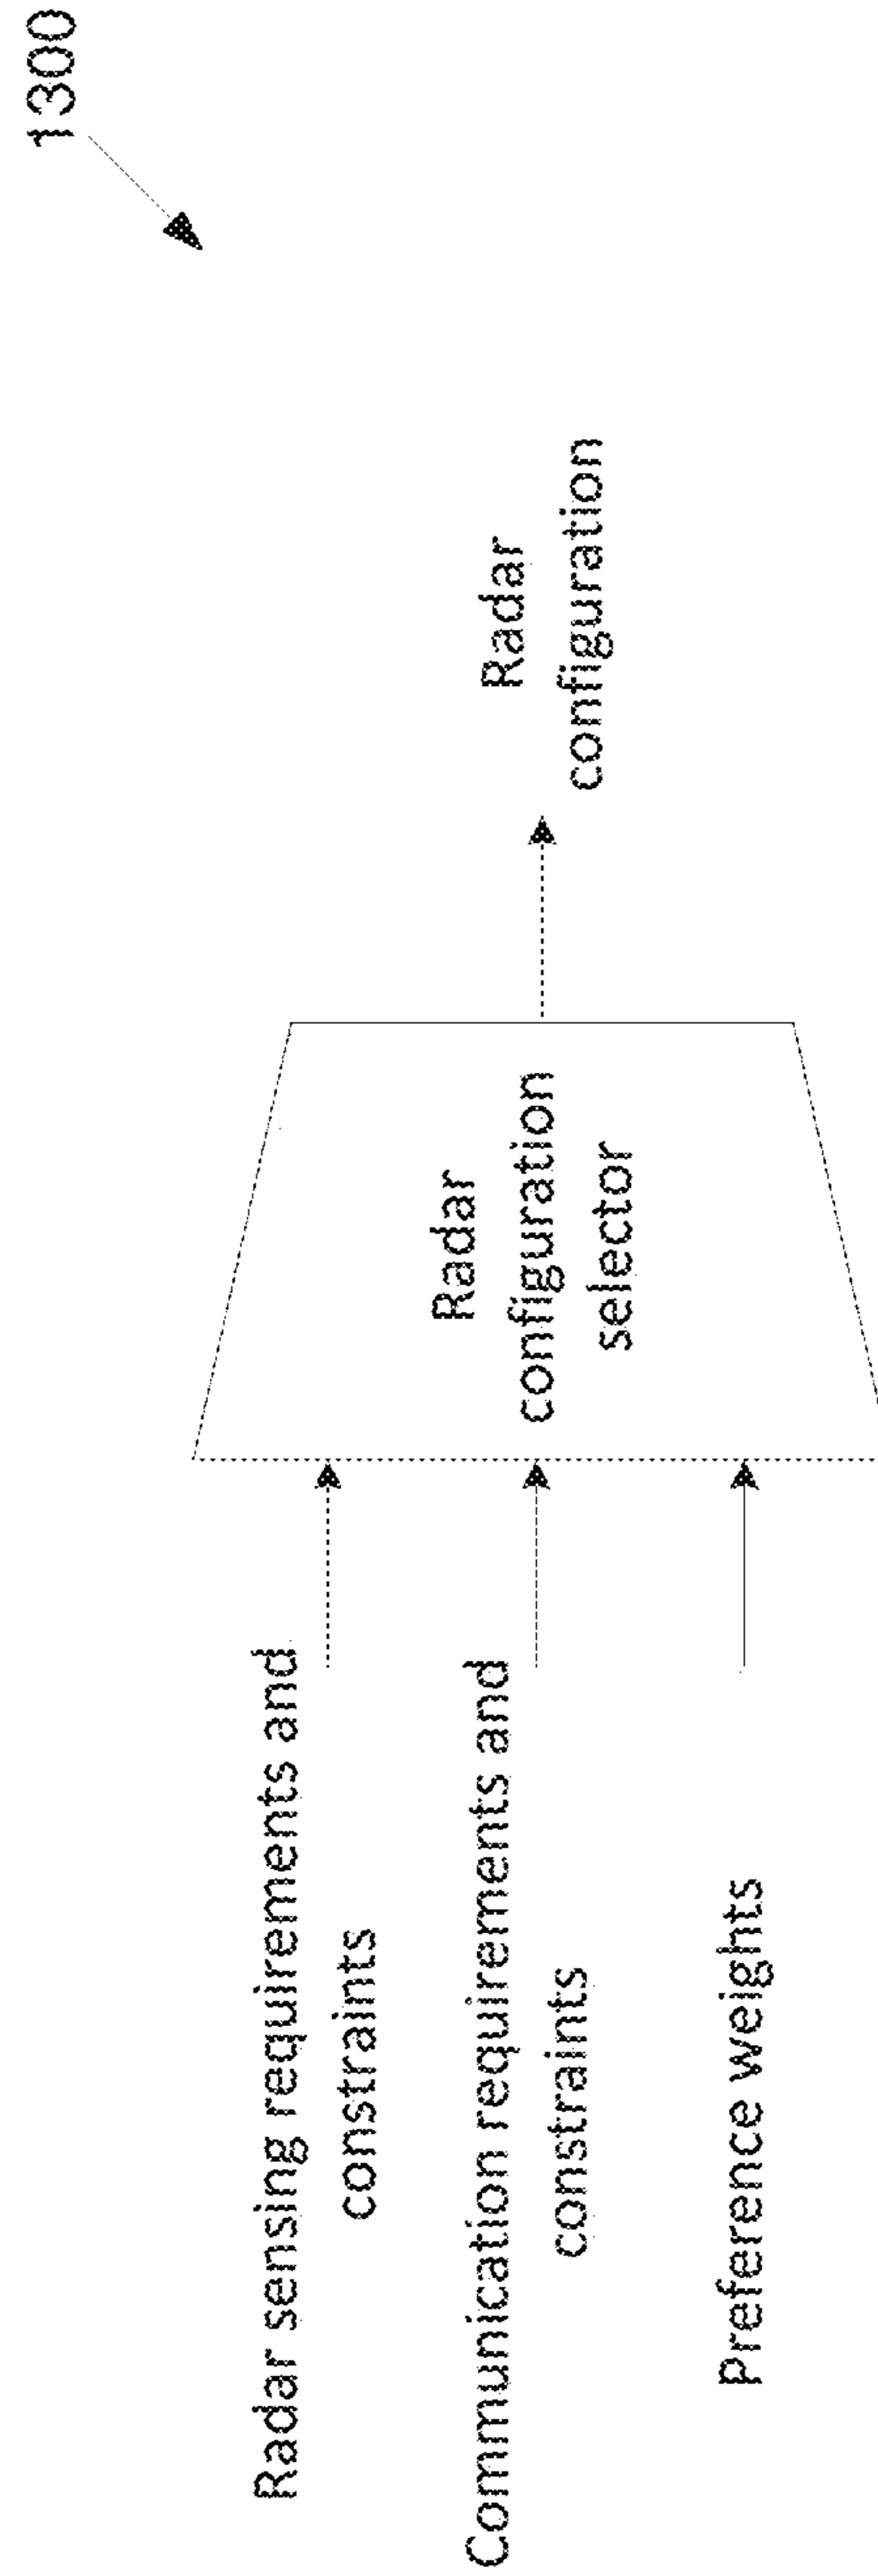 1300
Radar sensing requirements and
constraints
Communication requirements and
constraints
Preference weights
Radar
configuration
selector
Radar
configuration